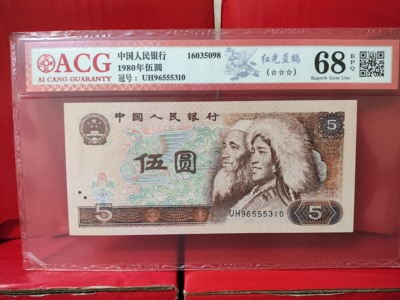 ACG
AI CANG GUARANTY
中国人民银行 16035098
1980年伍圆
冠号：UH96555310
红光蓝鹤
(☆☆☆)
68
EPQ
Superb Gem Unc
中国人民银行
5
伍圆
5
UH96555310
5